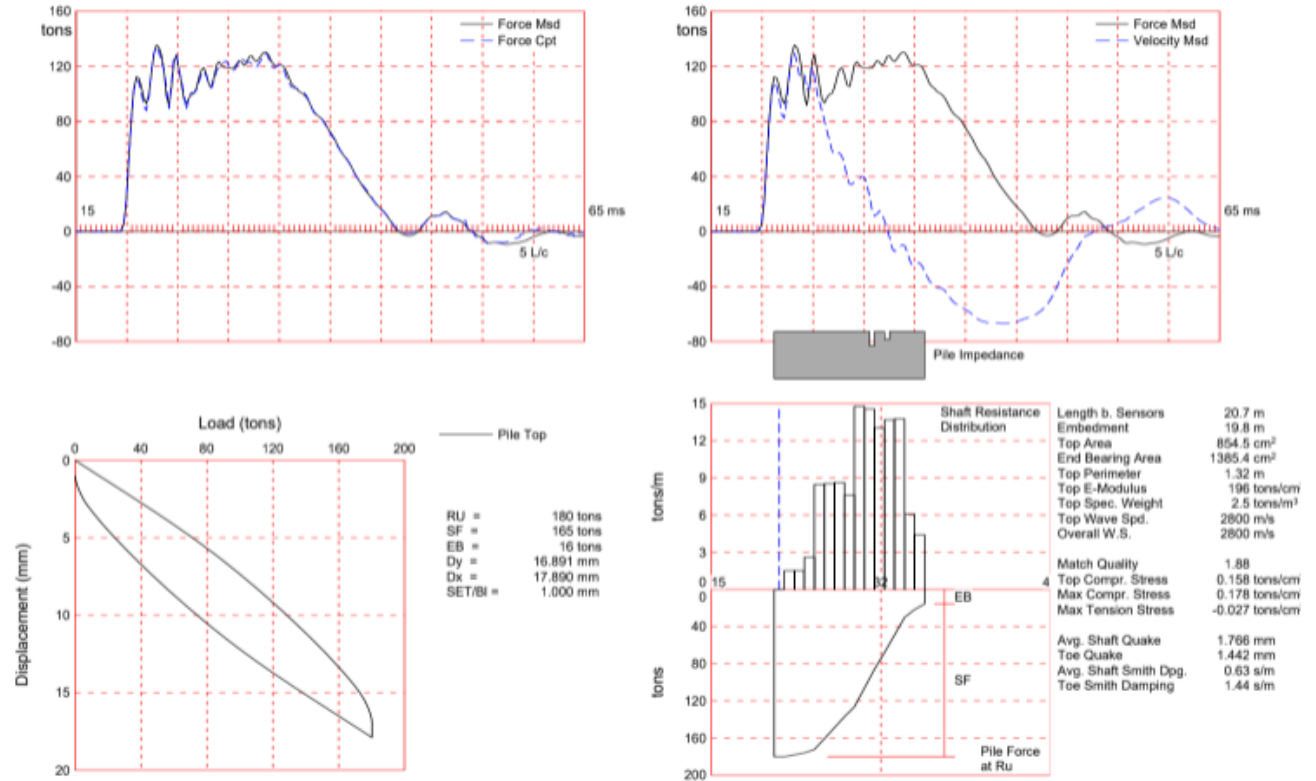 160
tons
120
80
40
0
-40
-80
15
65 ms
5 L/c
Force Msd
Force Cpt
160
tons
120
80
40
0
-40
-80
15
65 ms
5 L/c
Force Msd
Velocity Msd
Pile Impedance
Load (tons)
0 40 80 120 160 200
0
5
10
15
20
Displacement (mm)
Pile Top
RU = 180 tons
SF = 165 tons
EB = 16 tons
Dy = 16.891 mm
Dx = 17.890 mm
SET/Bl = 1.000 mm
15
12
9
6
3
0 15
32
4
tons/m
Shaft Resistance
Distribution
0
40
80
120
160
200
tons
EB
SF
Pile Force
at Ru
Length b. Sensors 20.7 m
Embedment 19.8 m
Top Area 854.5 cm²
End Bearing Area 1385.4 cm²
Top Perimeter 1.32 m
Top E-Modulus 196 tons/cm
Top Spec. Weight 2.5 tons/m³
Top Wave Spd. 2800 m/s
Overall W.S. 2800 m/s
Match Quality 1.88
Top Compr. Stress 0.158 tons/cm
Max Compr. Stress 0.178 tons/cm
Max Tension Stress -0.027 tons/cm
Avg. Shaft Quake 1.766 mm
Toe Quake 1.442 mm
Avg. Shaft Smith Dpg. 0.63 s/m
Toe Smith Damping 1.44 s/m